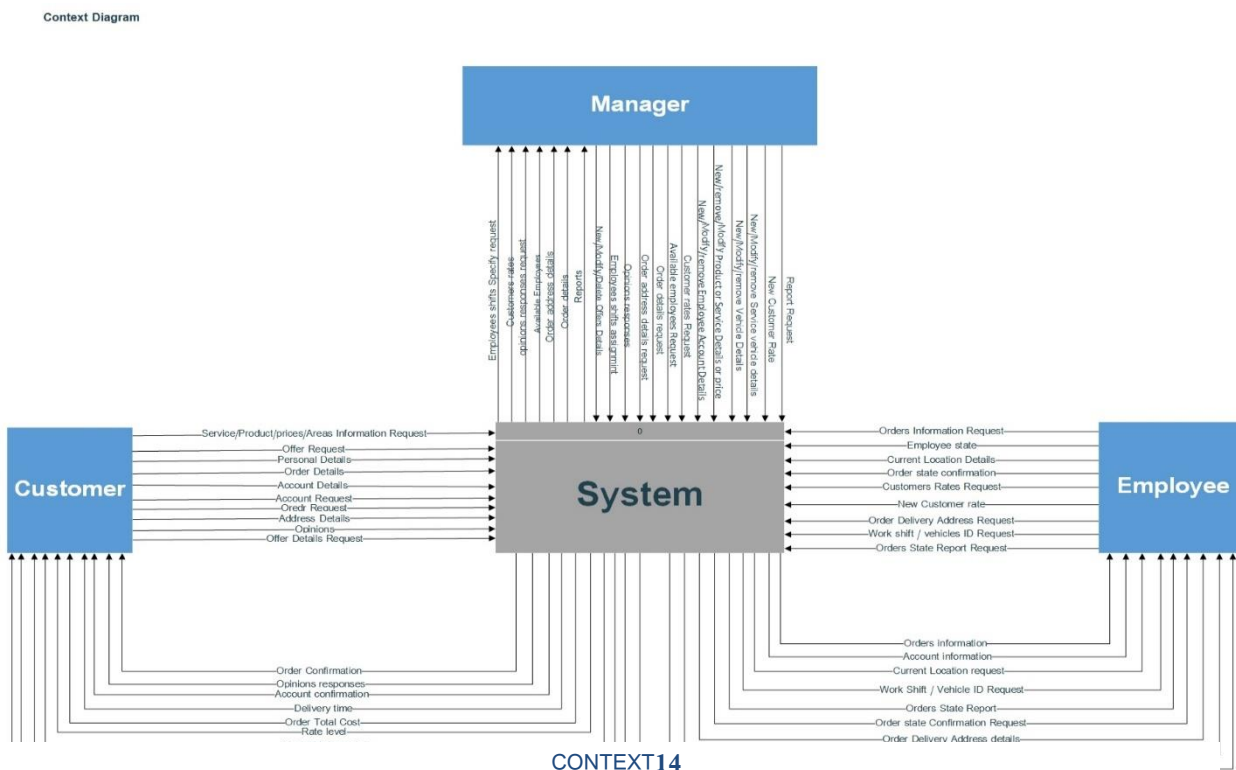 Context Diagram
Manager
Employees shifts Specify request
Customers rates
opinions responses request
Available Employees
Order address details
Order details
Reports
New/Modify/Delete Offers Details
Employees shifts assignmint
Opinions responses
Order address details request
Order details request
Available employees Request
Customer rates Request
New/Modify/remove Employee Account Details
New/remove/Modify Product or Service Details or price
New/Modify/remove Vehicle Details
New/Modify/remove Service vehicle details
New Customer Rate
Report Request
Customer
Service/Product/prices/Areas Information Request
Offer Request
Personal Details
Order Details
Account Details
Account Request
Oredr Request
Address Details
Opinions
Offer Details Request
0
System
Orders Information Request
Employee state
Current Location Details
Order state confirmation
Customers Rates Request
New Customer rate
Order Delivery Address Request
Work shift / vehicles ID Request
Orders State Report Request
Employee
Order Confirmation
Opinions responses
Account confirmation
Delivery time
Order Total Cost
Rate level
Orders Information
Account information
Current Location request
Work Shift / Vehicle ID Request
Orders State Report
Order state Confirmation Request
Order Delivery Address details
CONTEXT14